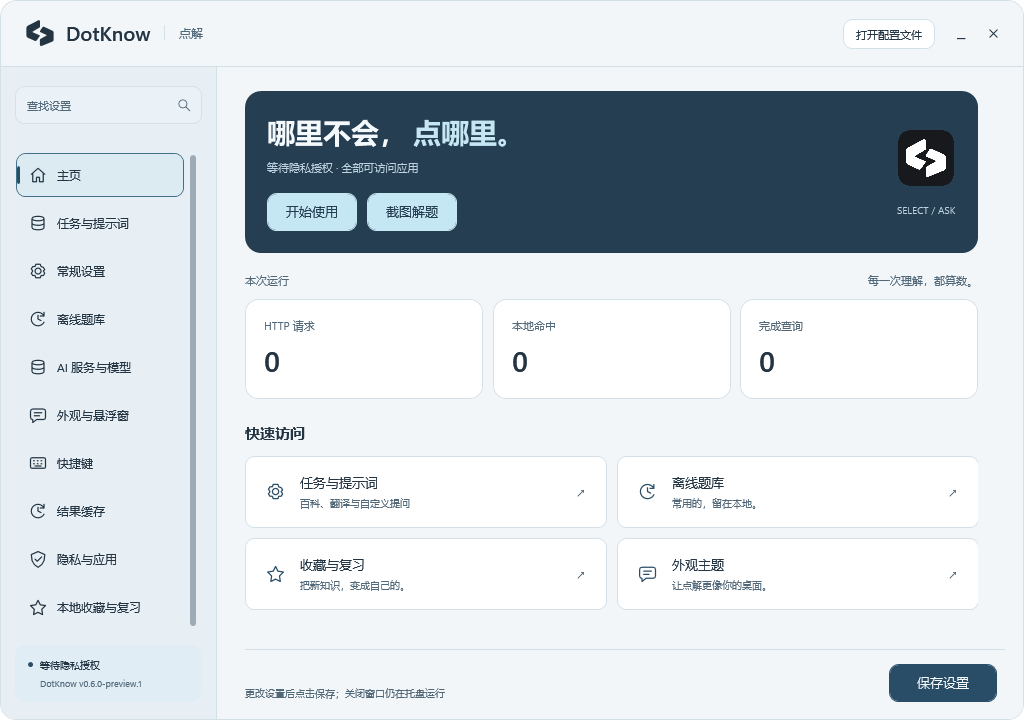 DotKnow 点解
打开配置文件
查找设置
主页
任务与提示词
常规设置
离线题库
AI 服务与模型
外观与悬浮窗
快捷键
结果缓存
隐私与应用
本地收藏与复习
等待隐私授权
DotKnow v0.6.0-preview.1
哪里不会， 点哪里。
等待隐私授权 · 全部可访问应用
开始使用
截图解题
SELECT / ASK
本次运行
每一次理解，都算数。
HTTP 请求
0
本地命中
0
完成查询
0
快速访问
任务与提示词
百科、翻译与自定义提问
离线题库
常用的，留在本地。
收藏与复习
把新知识，变成自己的。
外观主题
让点解更像你的桌面。
更改设置后点击保存；关闭窗口仍在托盘运行
保存设置